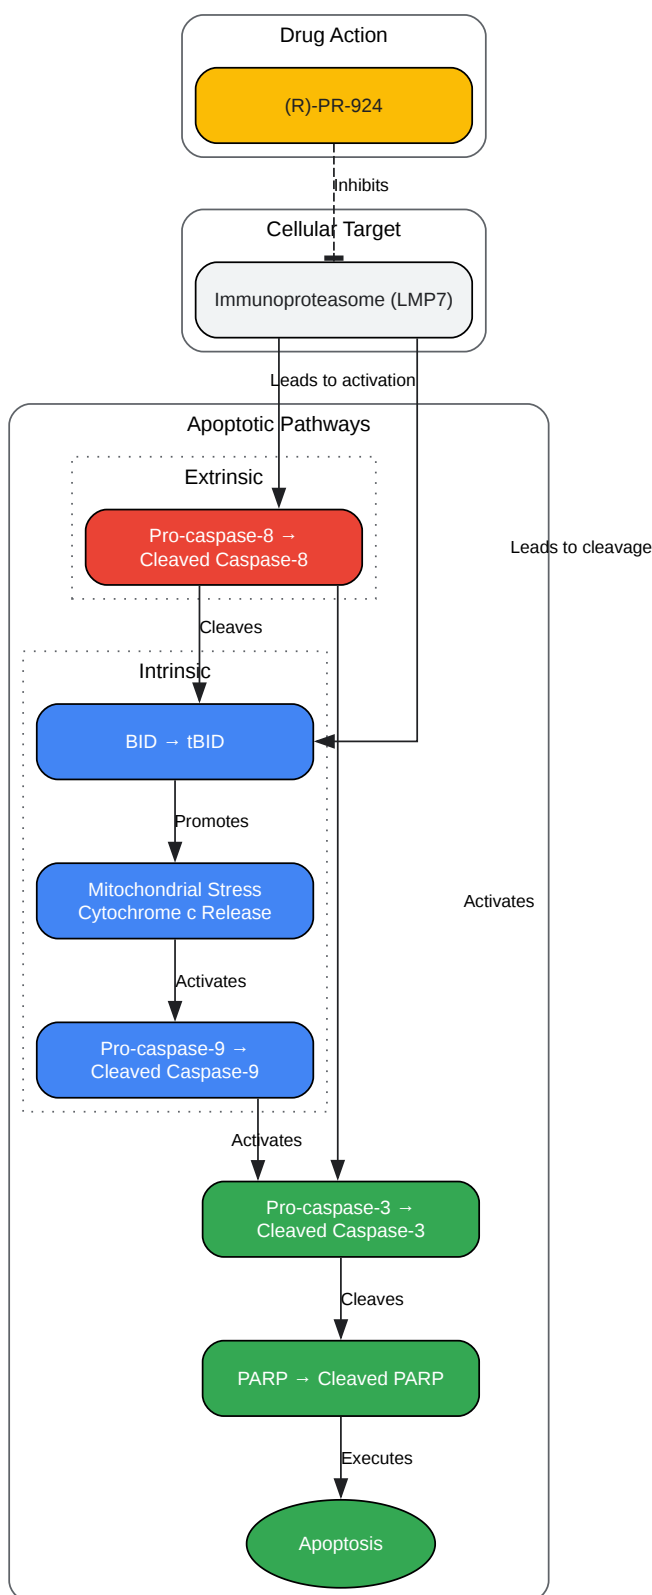 Drug Action
(R)-PR-924
Inhibits
Cellular Target
Immunoproteasome (LMP7)
Leads to activation
Apoptotic Pathways
Extrinsic
Pro-caspase-8 →
Cleaved Caspase-8
Leads to cleavage
Cleaves
Intrinsic
BID → tBID
Promotes
Mitochondrial Stress
Cytochrome c Release
Activates
Activates
Pro-caspase-9 →
Cleaved Caspase-9
Activates
Pro-caspase-3 →
Cleaved Caspase-3
Cleaves
PARP → Cleaved PARP
Executes
Apoptosis